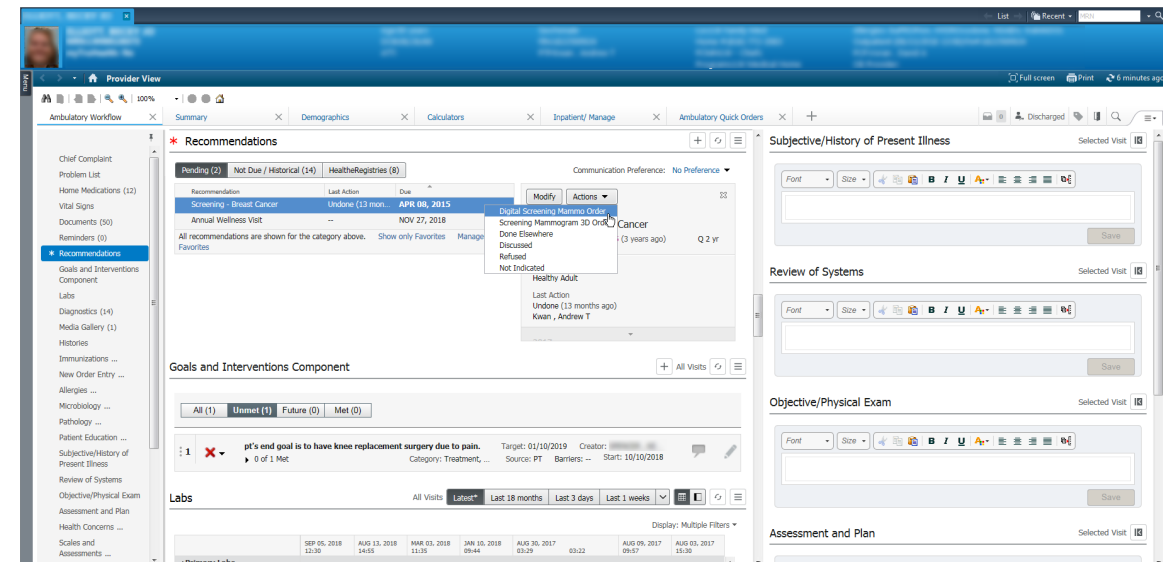 List
Recent
MRN
Menu
Provider View
Full screen
Print
6 minutes ago
100%
Ambulatory Workflow
Summary
Demographics
Calculators
Inpatient/ Manage
Ambulatory Quick Orders
0
Discharged
Chief Complaint
Problem List
Home Medications (12)
Vital Signs
Documents (50)
Reminders (0)
* Recommendations
Goals and Interventions
Component
Labs
Diagnostics (14)
Media Gallery (1)
Histories
Immunizations ...
New Order Entry ...
Allergies ...
Microbiology ...
Pathology ...
Patient Education ...
Subjective/History of
Present Illness
Review of Systems
Objective/Physical Exam
Assessment and Plan
Health Concerns ...
Scales and
Assessments ...
* Recommendations
Pending (2) Not Due / Historical (14) HealtheRegistries (8)
Communication Preference: No Preference
Recommendation Last Action Due
Screening - Breast Cancer Undone (13 mon... APR 08, 2015
Annual Wellness Visit -- NOV 27, 2018
All recommendations are shown for the category above. Show only Favorites Manage
Favorites
Modify Actions
Digital Screening Mammo Order
Screening Mammogram 3D Ord
Done Elsewhere
Discussed
Refused
Not Indicated
Cancer
(3 years ago) Q 2 yr
Healthy Adult
Last Action
Undone (13 months ago)
Kwan , Andrew T
Goals and Interventions Component
All Visits
All (1) Unmet (1) Future (0) Met (0)
1
pt's end goal is to have knee replacement surgery due to pain. Target: 01/10/2019 Creator:
0 of 1 Met Category: Treatment, ... Source: PT Barriers: -- Start: 10/10/2018
Labs
All Visits Latest* Last 18 months Last 3 days Last 1 weeks
Display: Multiple Filters
SEP 05, 2018 AUG 13, 2018 MAR 03, 2018 JAN 10, 2018 AUG 30, 2017 AUG 09, 2017 AUG 03, 2017
12:30 14:55 11:35 09:44 03:29 03:22 09:57 15:30
Primary Labs
Subjective/History of Present Illness Selected Visit
Font Size B I U A
Save
Review of Systems Selected Visit
Font Size B I U A
Save
Objective/Physical Exam Selected Visit
Font Size B I U A
Save
Assessment and Plan Selected Visit